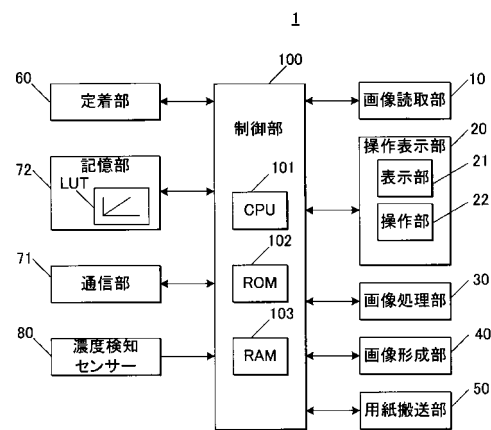 1
100
制御部
101
CPU
102
ROM
103
RAM
60
定着部
72
記憶部
LUT
71
通信部
80
濃度検知
センサー
10
画像読取部
20
操作表示部
21
表示部
22
操作部
30
画像処理部
40
画像形成部
50
用紙搬送部